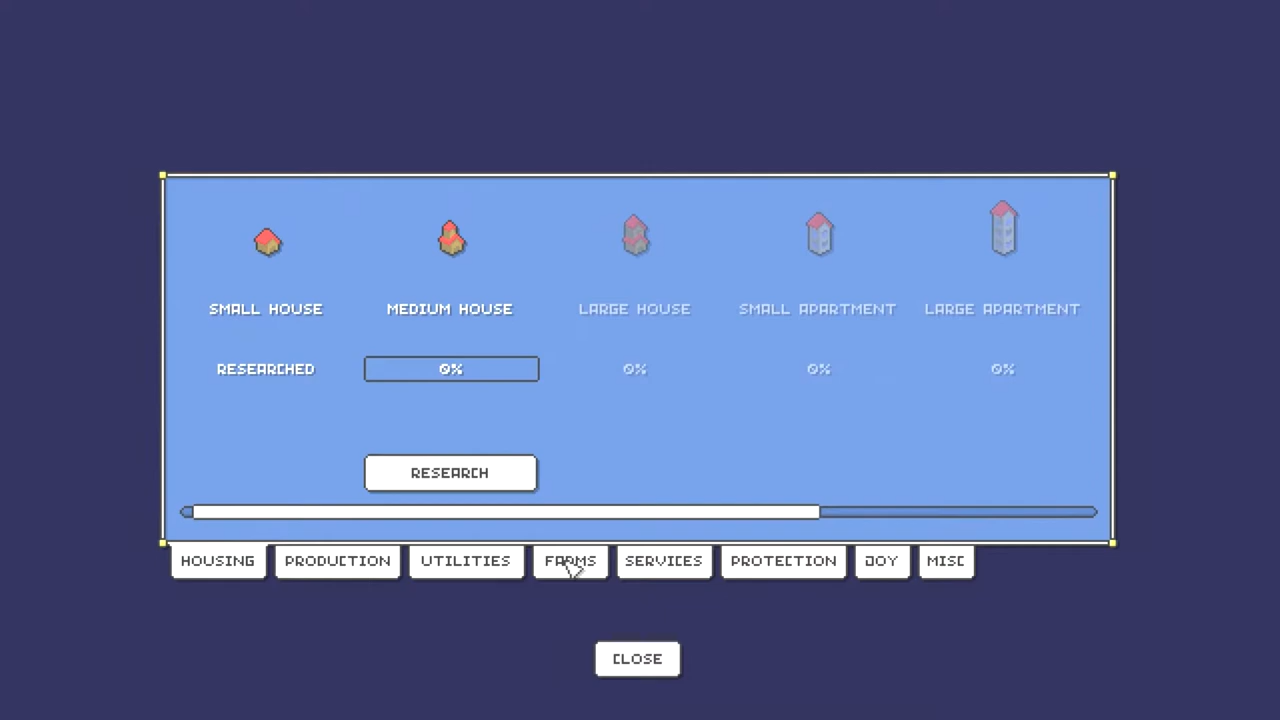 SMALL HOUSE MEDIUM HOUSE LARGE HOUSE SMALL APARTMENT LARGE APARTMENT
RESEARCHED 0% 0% 0% 0%
RESEARCH
HOUSING PRODUCTION UTILITIES FARMS SERVICES PROTECTION JOY MISC
CLOSE